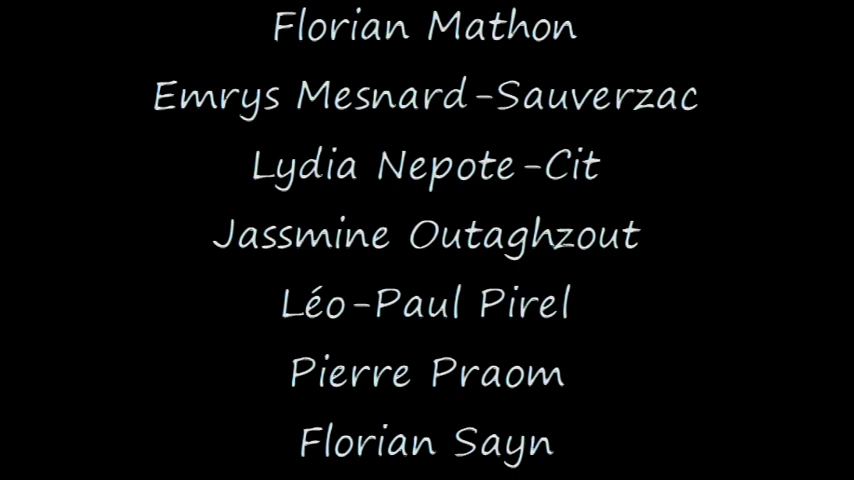 Florian Mathon
Emrys Mesnard-Sauverzac
Lydia Nepote-Cit
Jassmine Outaghzout
Léo-Paul Pirel
Pierre Praom
Florian Sayn